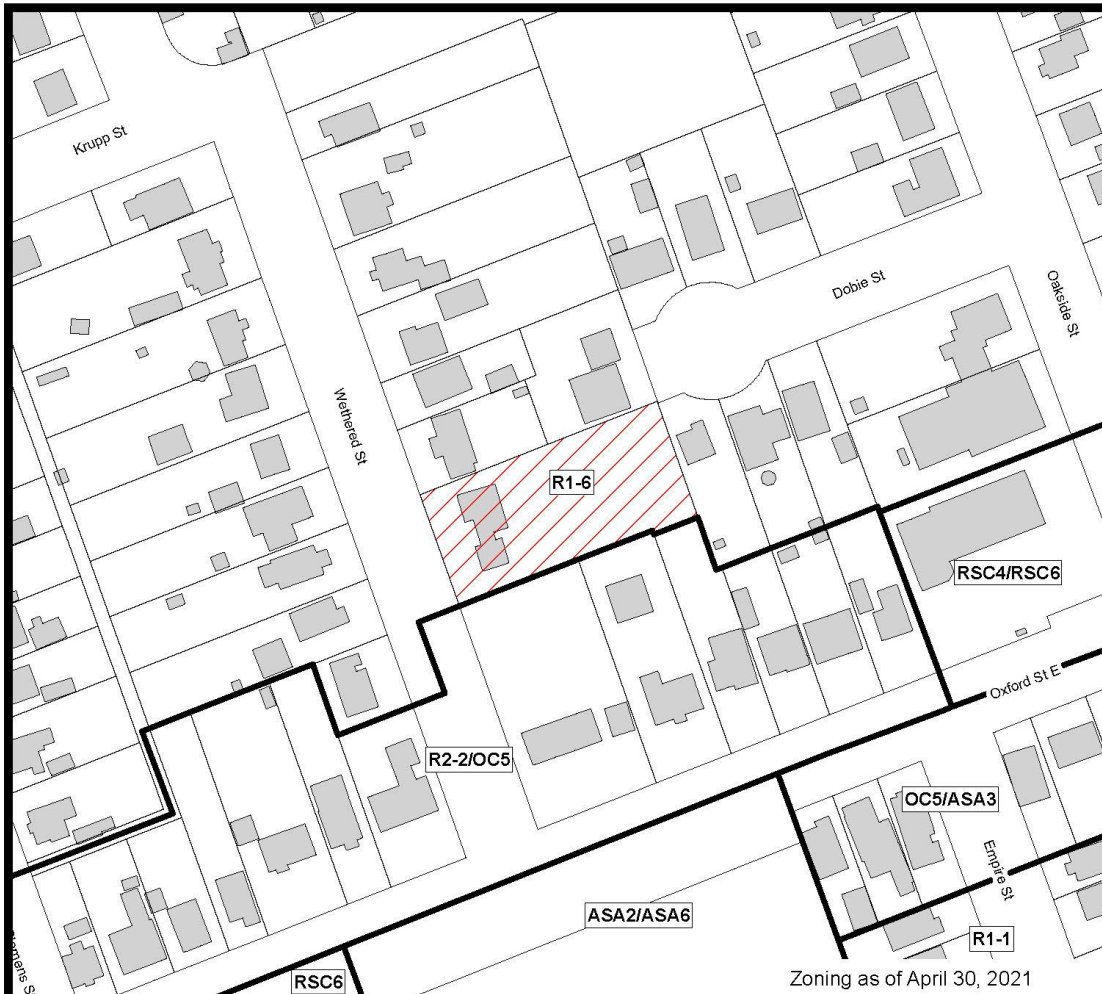 Krupp St
Dobie St
Oakside St
Wethered St
R1-6
RSC4/RSC6
Oxford St E
R2-2/OC5
OC5/ASA3
Empire St
ASA2/ASA6
R1-1
RSC6
Zoning as of April 30, 2021